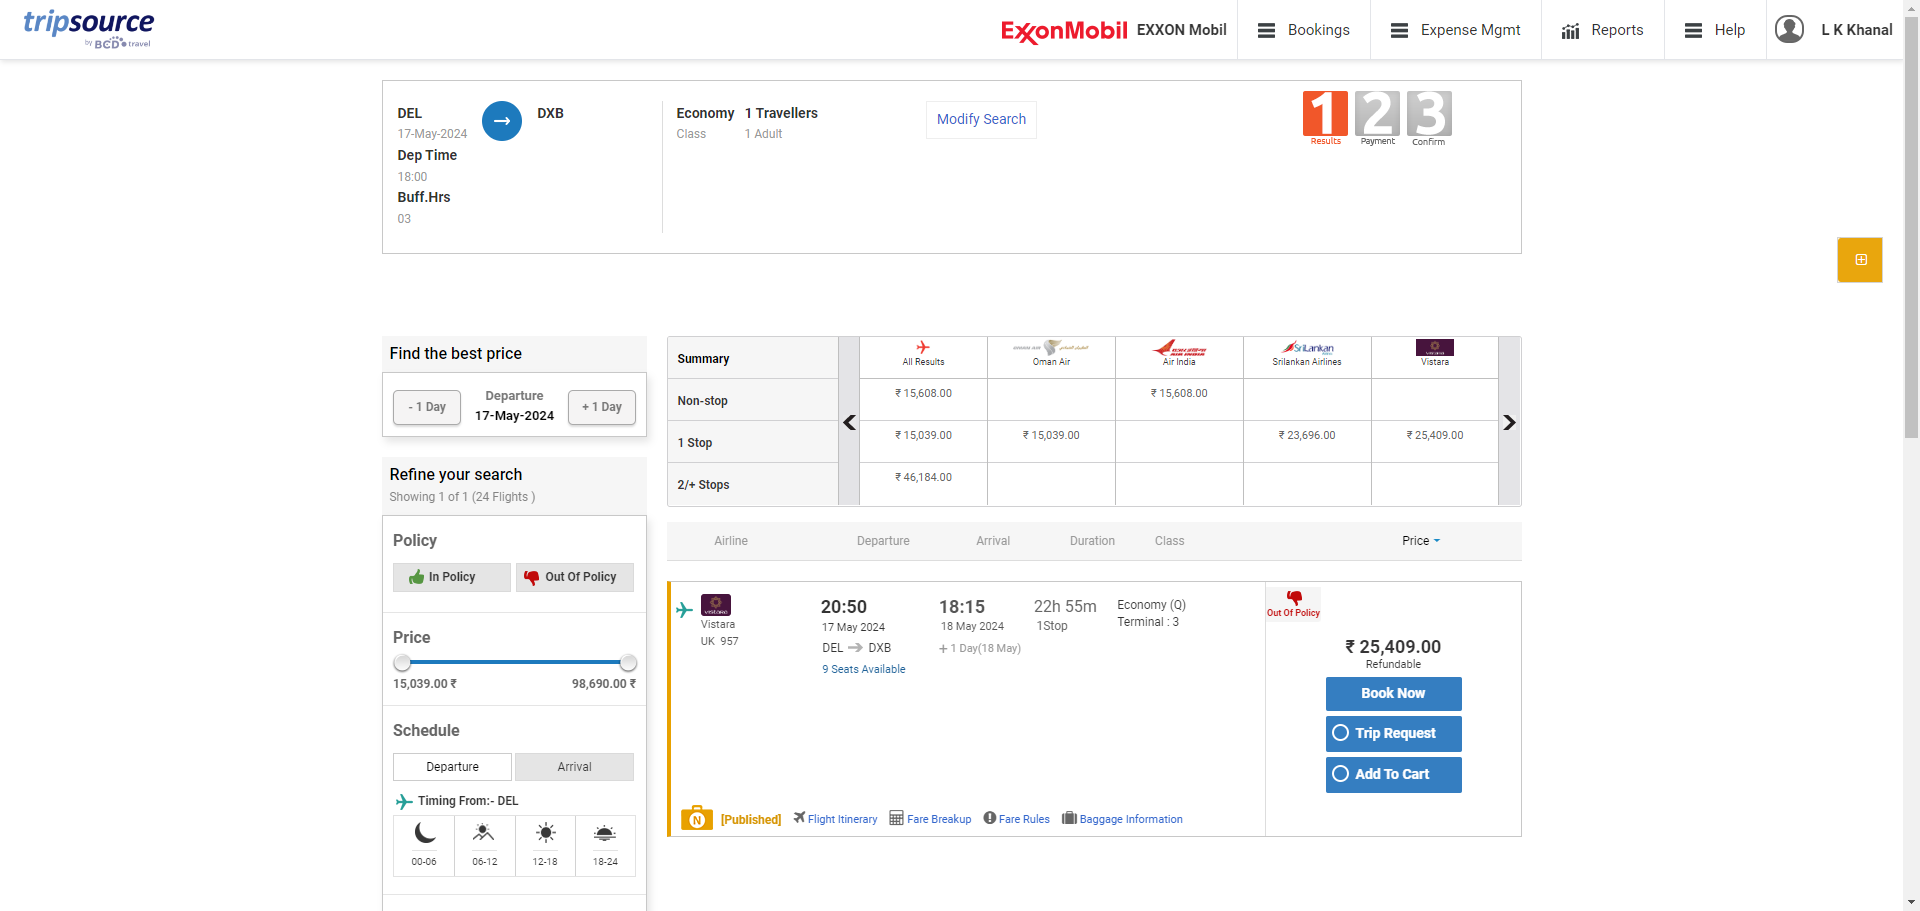 tripsource
by BCD travel
ExxonMobil EXXON Mobil
Bookings
Expense Mgmt
Reports
Help
L K Khanal
DEL
17-May-2024
DXB
Dep Time
18:00
Buff.Hrs
03
Economy 1 Travellers
Class 1 Adult
Modify Search
1 2 3
Results Payment Confirm
Find the best price
- 1 Day
Departure
17-May-2024
+ 1 Day
Refine your search
Showing 1 of 1 (24 Flights )
Policy
In Policy
Out Of Policy
Price
15,039.00 ₹ 98,690.00 ₹
Schedule
Departure Arrival
Timing From:- DEL
00-06 06-12 12-18 18-24
Summary All Results Oman Air AIR INDIA Air India SriLankan Srilankan Airlines Vistara
Non-stop ₹ 15,608.00 ₹ 15,608.00
1 Stop ₹ 15,039.00 ₹ 15,039.00 ₹ 23,696.00 ₹ 25,409.00
2/+ Stops ₹ 46,184.00
Airline Departure Arrival Duration Class Price
VISTARA
Vistara
UK 957
20:50
17 May 2024
DEL DXB
9 Seats Available
18:15
18 May 2024
+ 1 Day(18 May)
22h 55m
1Stop
Economy (Q)
Terminal : 3
Out Of Policy
₹ 25,409.00
Refundable
Book Now
Trip Request
Add To Cart
N [Published] Flight Itinerary Fare Breakup Fare Rules Baggage Information